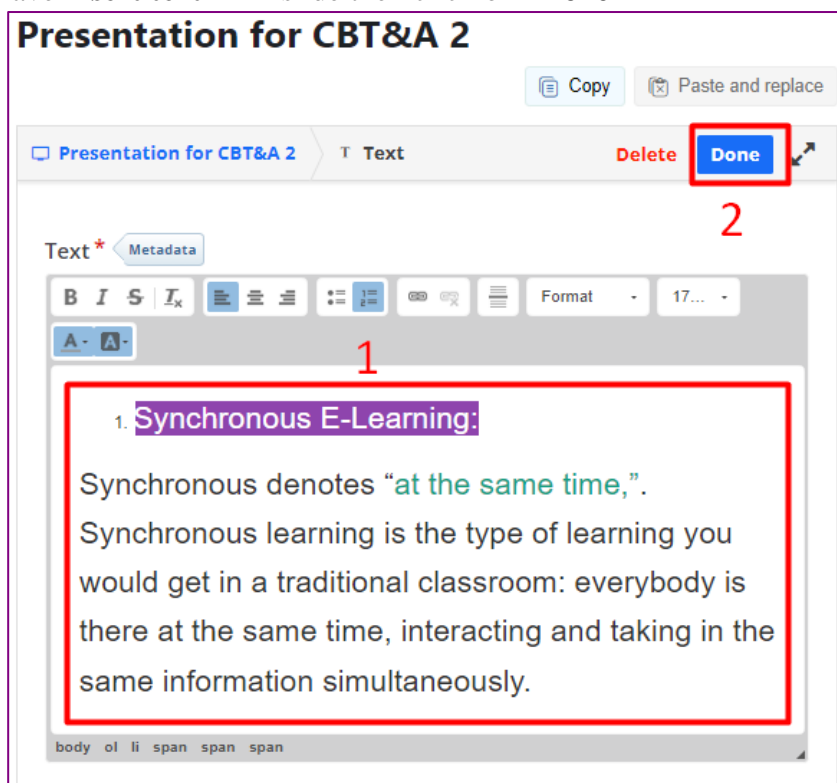 Presentation for CBT&A 2
Copy Paste and replace
Presentation for CBT&A 2 T Text Delete Done
2
Text * Metadata
B I S Ix Format 17...
A A
1
1. Synchronous E-Learning:
Synchronous denotes “at the same time,”.
Synchronous learning is the type of learning you
would get in a traditional classroom: everybody is
there at the same time, interacting and taking in the
same information simultaneously.
body ol li span span span